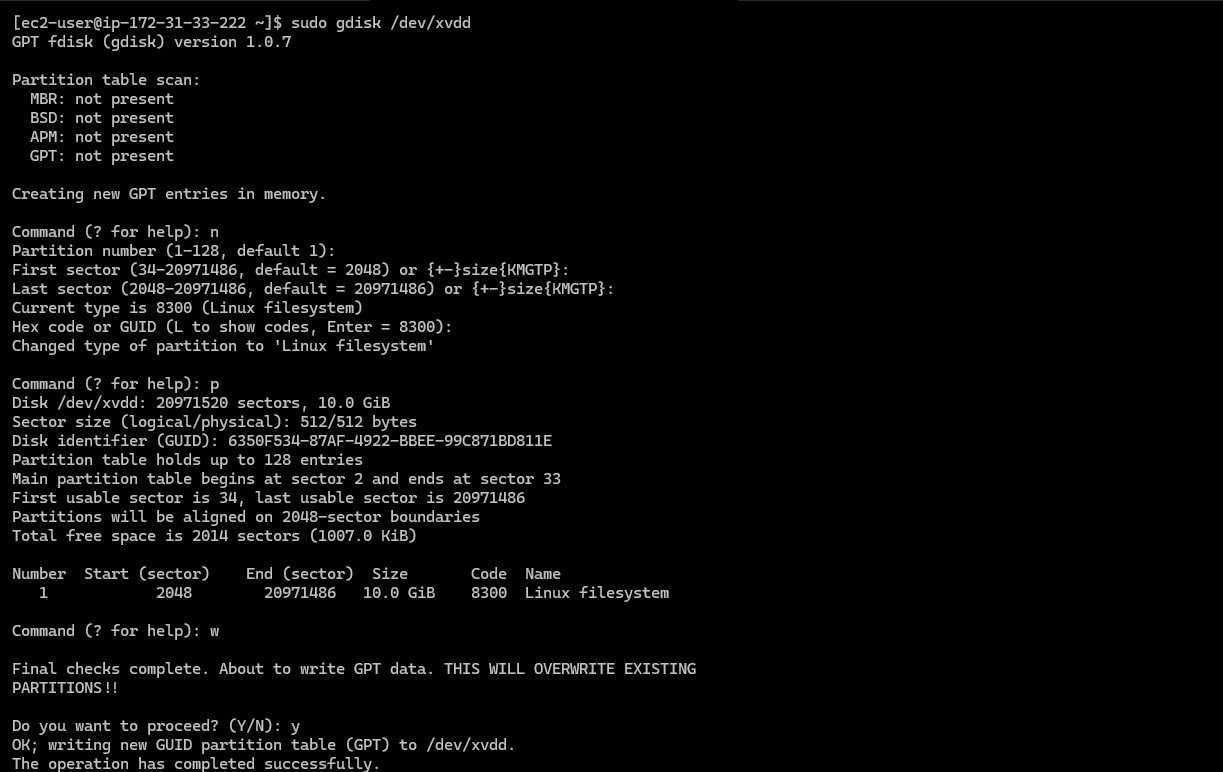 [ec2-user@ip-172-31-33-222 ~]$ sudo gdisk /dev/xvdd
GPT fdisk (gdisk) version 1.0.7
Partition table scan:
MBR: not present
BSD: not present
APM: not present
GPT: not present
Creating new GPT entries in memory.
Command (? for help): n
Partition number (1-128, default 1):
First sector (34-20971486, default = 2048) or {+-}size{KMGTP}:
Last sector (2048-20971486, default = 20971486) or {+-}size{KMGTP}:
Current type is 8300 (Linux filesystem)
Hex code or GUID (L to show codes, Enter = 8300):
Changed type of partition to 'Linux filesystem'
Command (? for help): p
Disk /dev/xvdd: 20971520 sectors, 10.0 GiB
Sector size (logical/physical): 512/512 bytes
Disk identifier (GUID): 6350F534-87AF-4922-BBEE-99C871BD811E
Partition table holds up to 128 entries
Main partition table begins at sector 2 and ends at sector 33
First usable sector is 34, last usable sector is 20971486
Partitions will be aligned on 2048-sector boundaries
Total free space is 2014 sectors (1007.0 KiB)
Number  Start (sector)    End (sector)  Size       Code  Name
1            2048        20971486   10.0 GiB    8300  Linux filesystem
Command (? for help): w
Final checks complete. About to write GPT data. THIS WILL OVERWRITE EXISTING
PARTITIONS!!
Do you want to proceed? (Y/N): y
OK; writing new GUID partition table (GPT) to /dev/xvdd.
The operation has completed successfully.